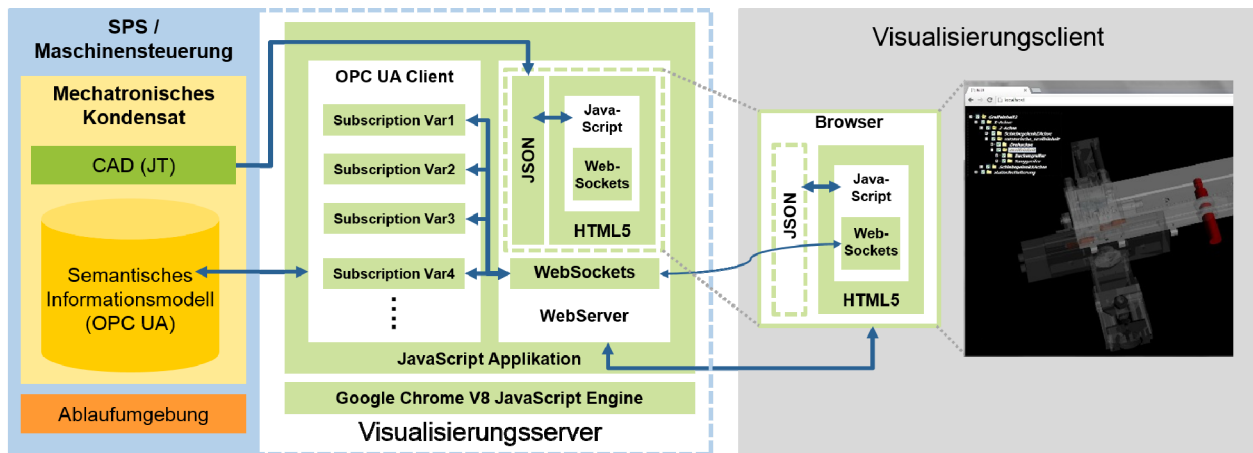 SPS /
Maschinensteuerung
Mechatronisches
Kondensat
CAD (JT)
Semantisches
Informationsmodell
(OPC UA)
Ablaufumgebung
OPC UA Client
Subscription Var1
Subscription Var2
Subscription Var3
Subscription Var4
JSON
Java-
Script
Web-
Sockets
HTML5
WebSockets
WebServer
JavaScript Applikation
Google Chrome V8 JavaScript Engine
Visualisierungsserver
Visualisierungsclient
Browser
JSON
Java-
Script
Web-
Sockets
HTML5
localhost